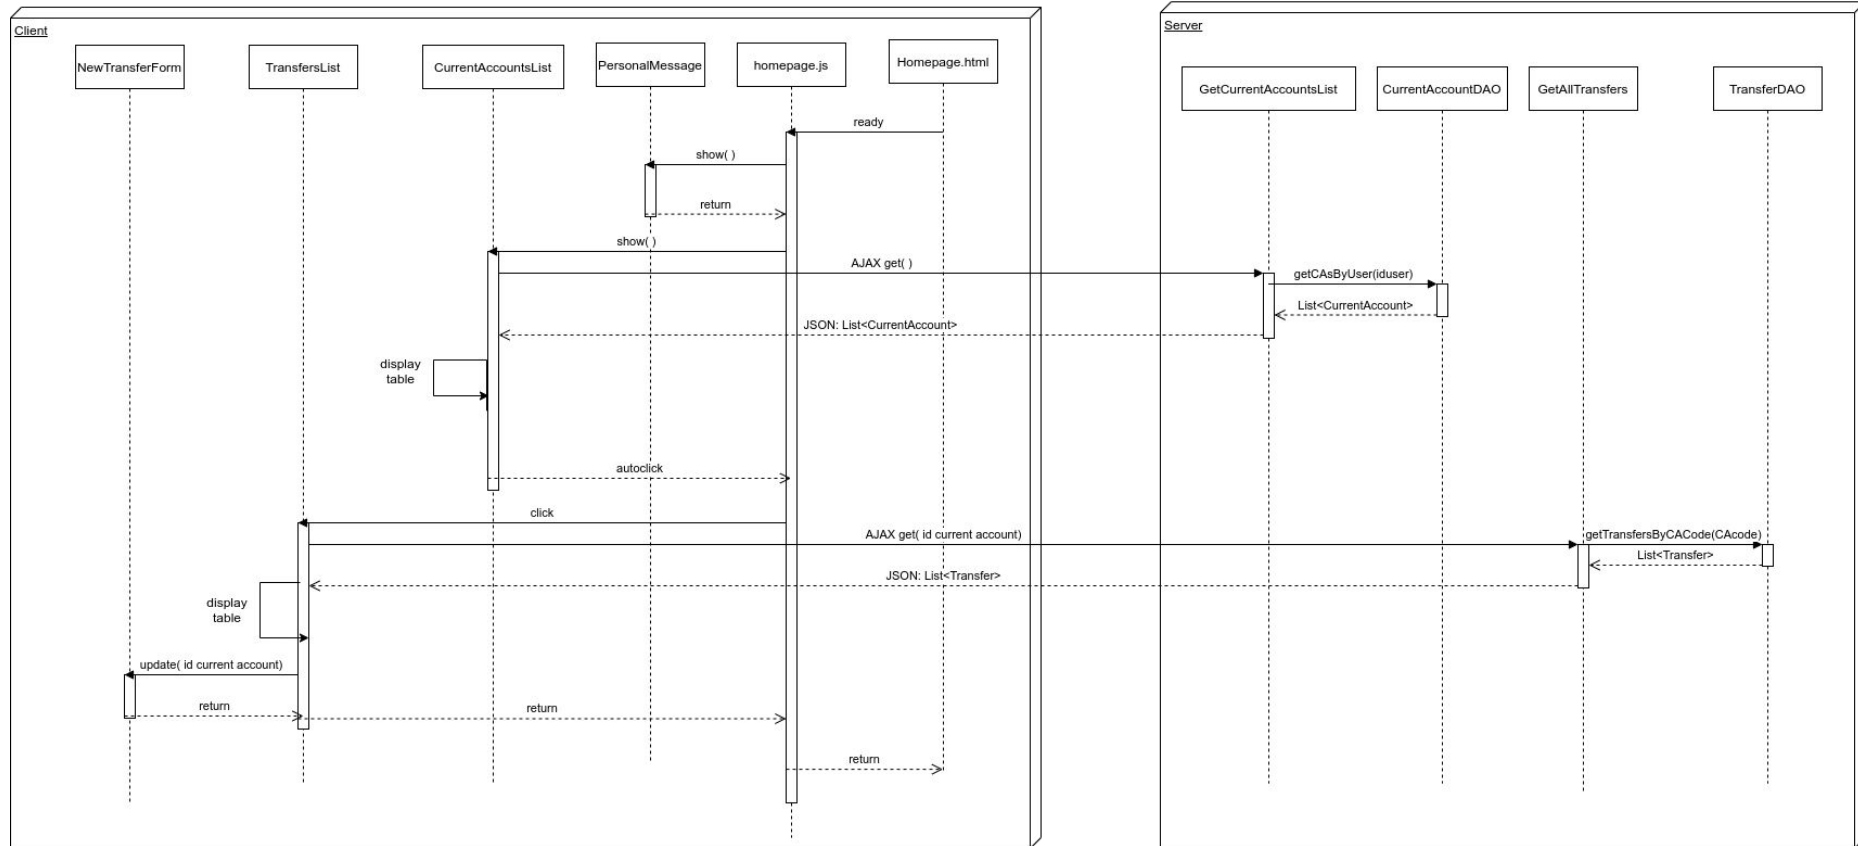 Client
Server
NewTransferForm
TransfersList
CurrentAccountsList
PersonalMessage
homepage.js
Homepage.html
GetCurrentAccountsList
CurrentAccountDAO
GetAllTransfers
TransferDAO
ready
show( )
return
show( )
AJAX get( )
getCAsByUser(iduser)
List<CurrentAccount>
JSON: List<CurrentAccount>
display
table
autoclick
click
AJAX get( id current account)
getTransfersByCACode(CAcode)
List<Transfer>
JSON: List<Transfer>
display
table
update( id current account)
return
return
return